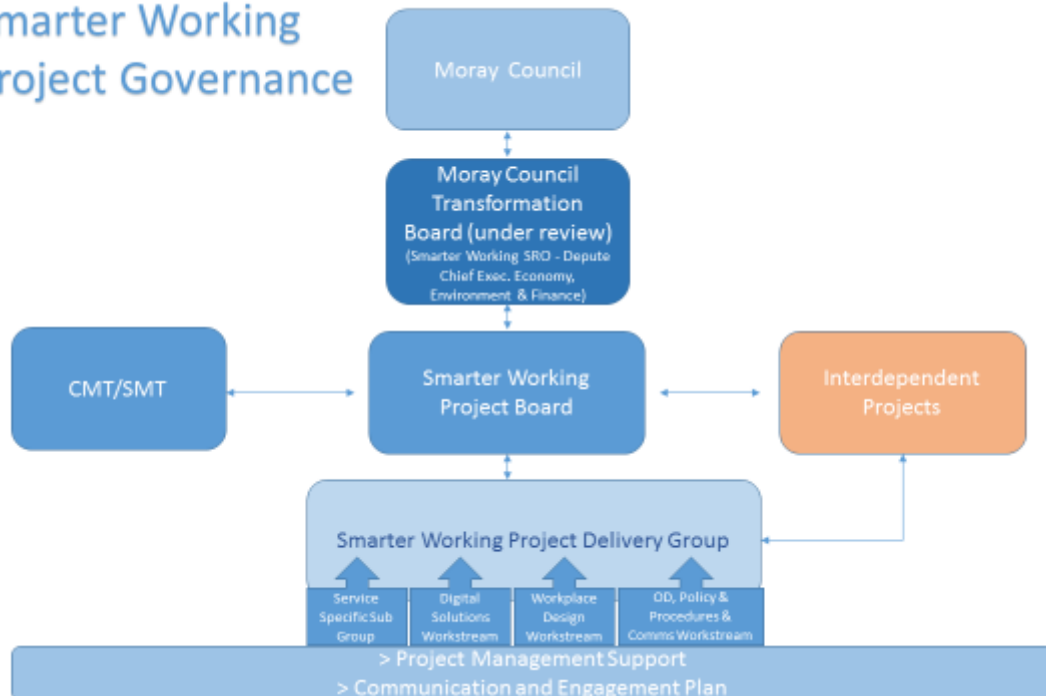 marter Working
roject Governance
Moray Council
Moray Council
Transformation
Board (under review)
(Smarter Working SRO - Depute
Chief Exec. Economy,
Environment & Finance)
CMT/SMT
Smarter Working
Project Board
Interdependent
Projects
Smarter Working Project Delivery Group
Service
Specific Sub
Group
Digital
Solutions
Workstream
Workplace
Design
Workstream
OD, Policy &
Procedures &
Comms Workstream
> Project Management Support
> Communication and Engagement Plan